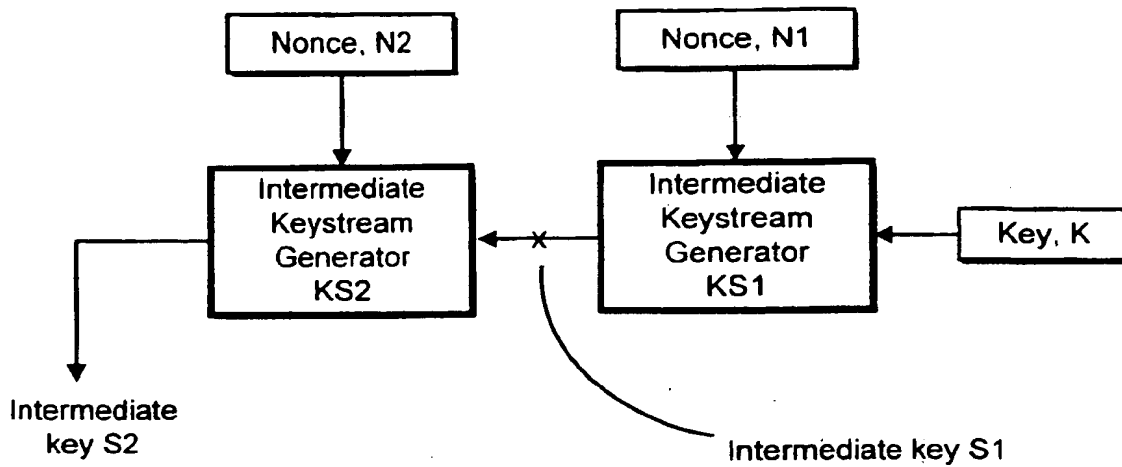 Nonce, N2
Nonce, N1
Intermediate
Keystream
Generator
KS2
Intermediate
Keystream
Generator
KS1
Key, K
Intermediate
key S2
Intermediate key S1